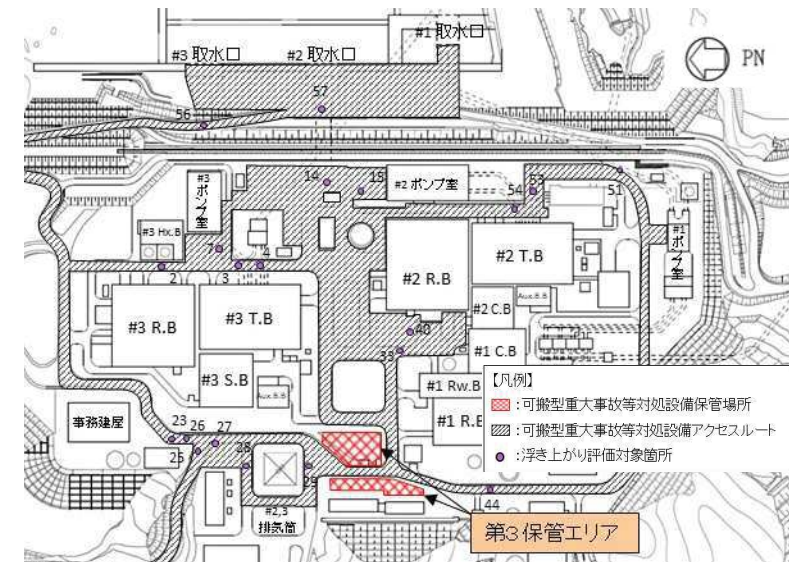 #1 取水口
#3 取水口
#2 取水口
PN
57
56
14
15
#2 ポンプ室
53
54
51
#3
ポンプ室
#1
ポンプ室
#3 Hx.B
7
4
2
3
#2 R.B
#2 T.B
#2 C.B
Aux.B.B
#3 R.B
#3 T.B
40
33
#1 C.B
#3 S.B
Aux.B.B
#1 Rw.B
#1 R.B
【凡例】
:可搬型重大事故等対処設備保管場所
:可搬型重大事故等対処設備アクセスルート
:浮き上がり評価対象箇所
事務建屋
23
26
27
25
28
29
44
#2,3
排気筒
第3保管エリア